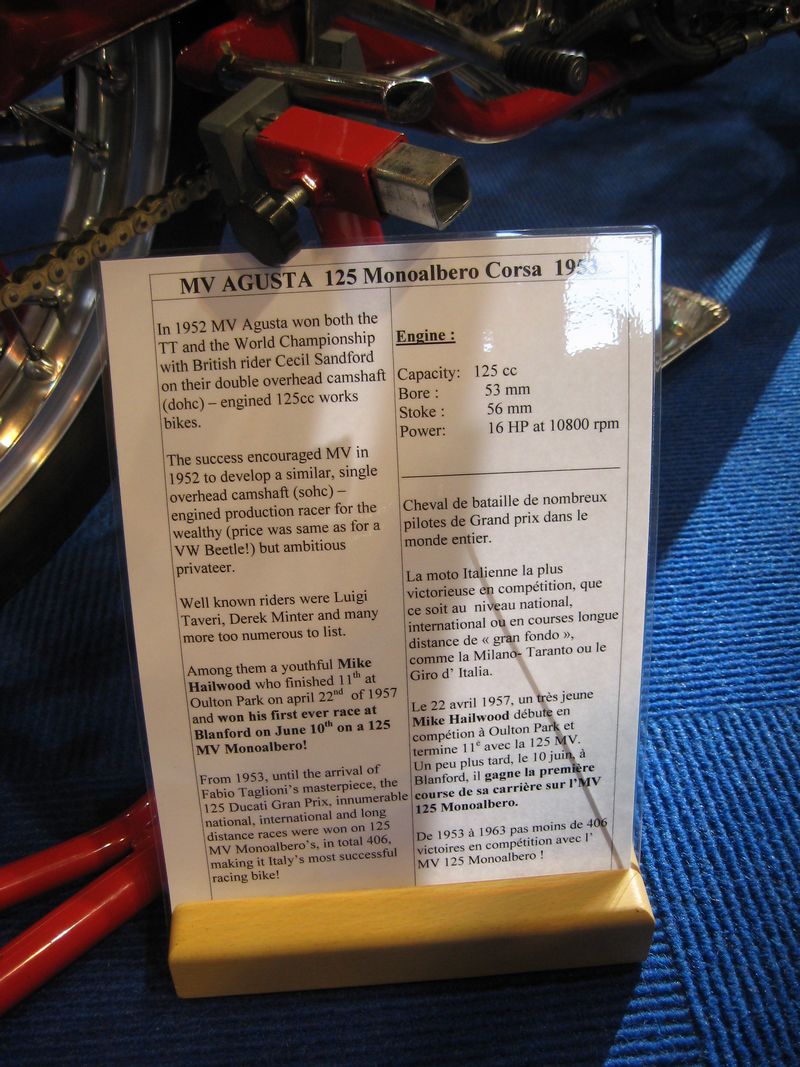 MV AGUSTA 125 Monoalbero Corsa 1953
In 1952 MV Agusta won both the
TT and the World Championship
with British rider Cecil Sandford
on their double overhead camshaft
(dohc) – engined 125cc works
bikes.
The success encouraged MV in
1952 to develop a similar, single
overhead camshaft (sohc) –
engined production racer for the
wealthy (price was same as for a
VW Beetle!) but ambitious
privateer.
Well known riders were Luigi
Taveri, Derek Minter and many
more too numerous to list.
Among them a youthful Mike
Hailwood who finished 11th at
Oulton Park on april 22nd of 1957
and won his first ever race at
Blanford on June 10th on a 125
MV Monoalbero!
From 1953, until the arrival of
Fabio Taglioni's masterpiece, the
125 Ducati Gran Prix, innumerable
national, international and long
distance races were won on 125
MV Monoalbero's, in total 406,
making it Italy's most successful
racing bike!
Engine :
Capacity: 125 cc
Bore : 53 mm
Stoke : 56 mm
Power: 16 HP at 10800 rpm
Cheval de bataille de nombreux
pilotes de Grand prix dans le
monde entier.
La moto Italienne la plus
victorieuse en compétition, que
ce soit au niveau national,
international ou en courses longue
distance de « gran fondo »,
comme la Milano- Taranto ou le
Giro d' Italia.
Le 22 avril 1957, un très jeune
Mike Hailwood débute en
compétion à Oulton Park et
termine 11e avec la 125 MV.
Un peu plus tard, le 10 juin, à
Blanford, il gagne la première
course de sa carrière sur l'MV
125 Monoalbero.
De 1953 à 1963 pas moins de 406
victoires en compétition avec l'
MV 125 Monoalbero !